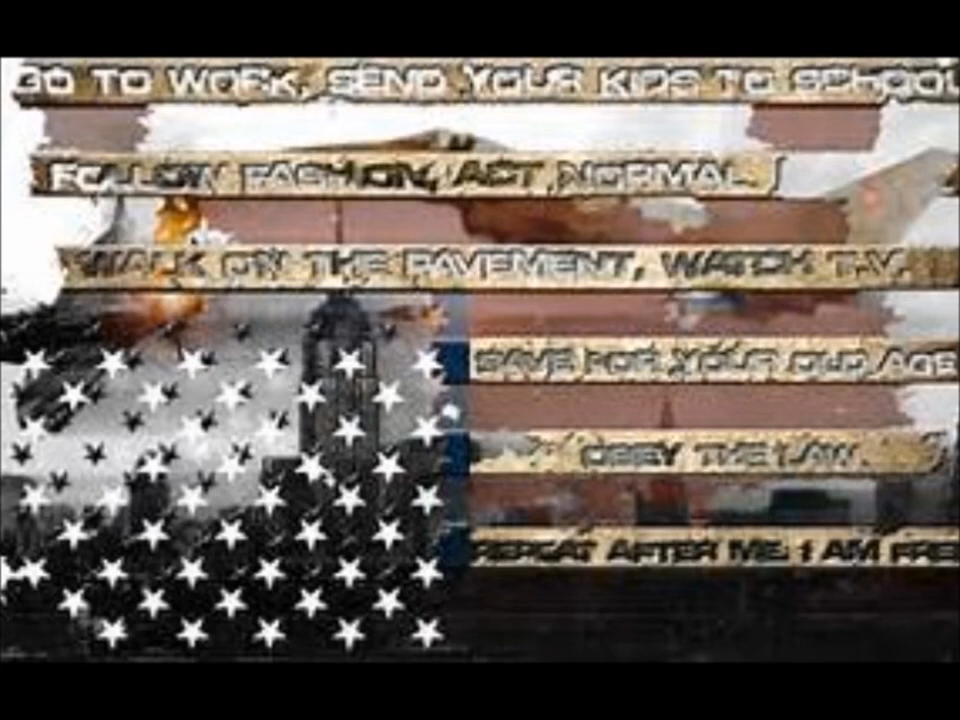 GO TO WORK, SEND YOUR KIDS TO SCHOOL
FOLLOW FASHION, ACT NORMAL
WALK ON THE PAVEMENT, WATCH T.V.
SAVE FOR YOUR OLD AGE
OBEY THE LAW
REPEAT AFTER ME: I AM FREE